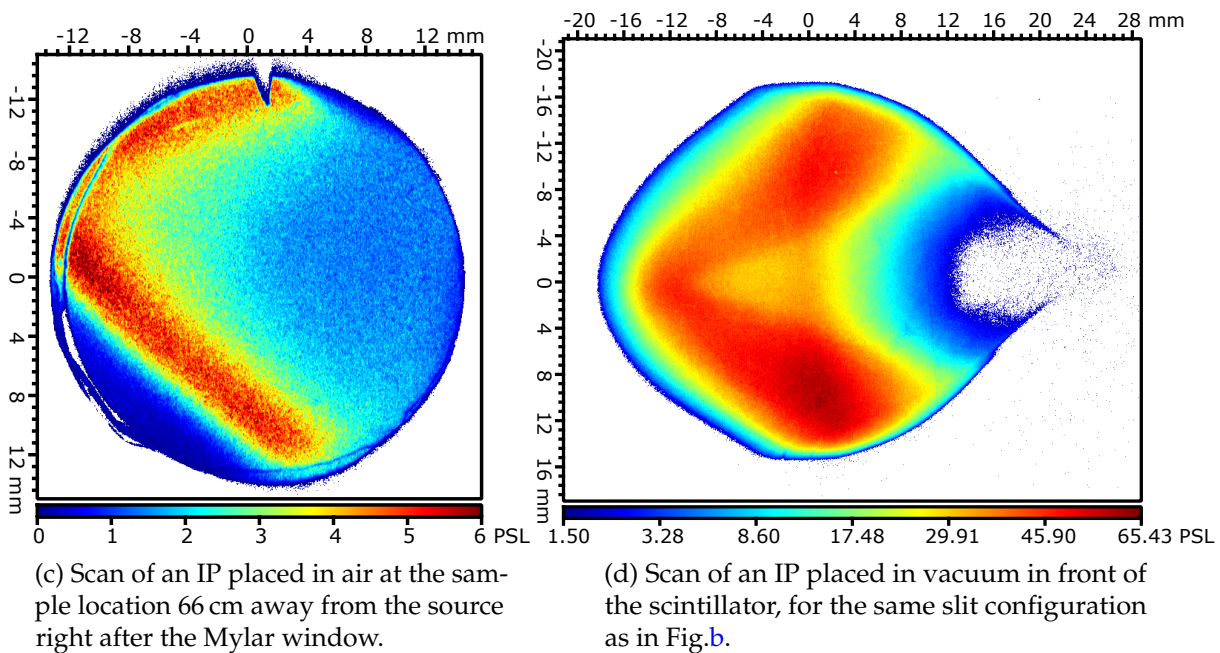 -12 -8 -4 0 4 8 12 mm
-12
-8
-4
0
4
8
12 mm
0 1 2 3 4 5 6 PSL
(c) Scan of an IP placed in air at the sam-
ple location 66 cm away from the source
right after the Mylar window.
-20 -16 -12 -8 -4 0 4 8 12 16 20 24 28 mm
-20
-16
-12
-8
-4
0
4
8
12
16 mm
1.50 3.28 8.60 17.48 29.91 45.90 65.43 PSL
(d) Scan of an IP placed in vacuum in front of
the scintillator, for the same slit configuration
as in Fig.b.